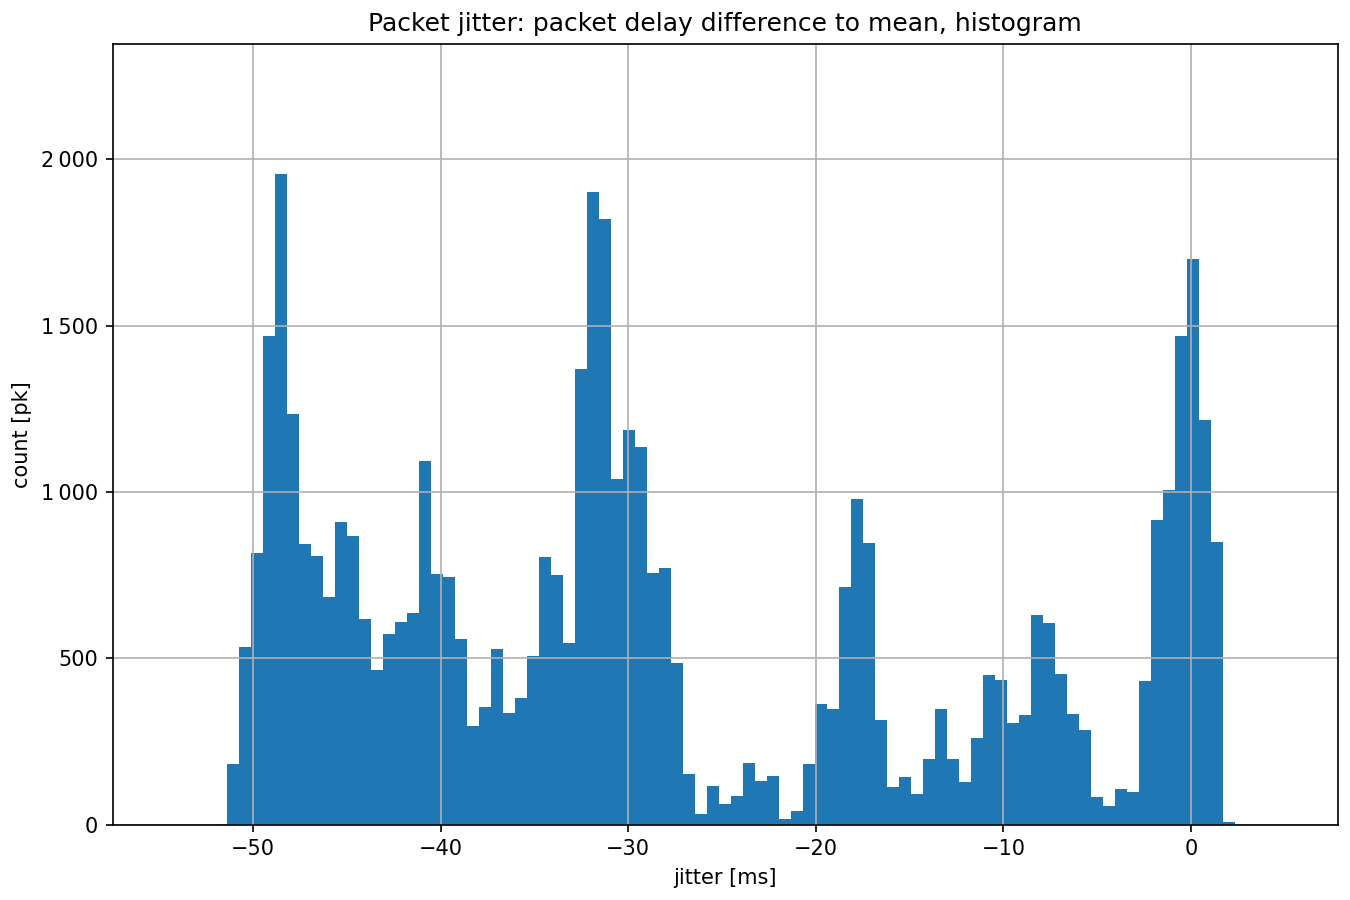 Packet jitter: packet delay difference to mean, histogram
2 000
1 500
1 000
500
0
count [pk]
−50 −40 −30 −20 −10 0
jitter [ms]